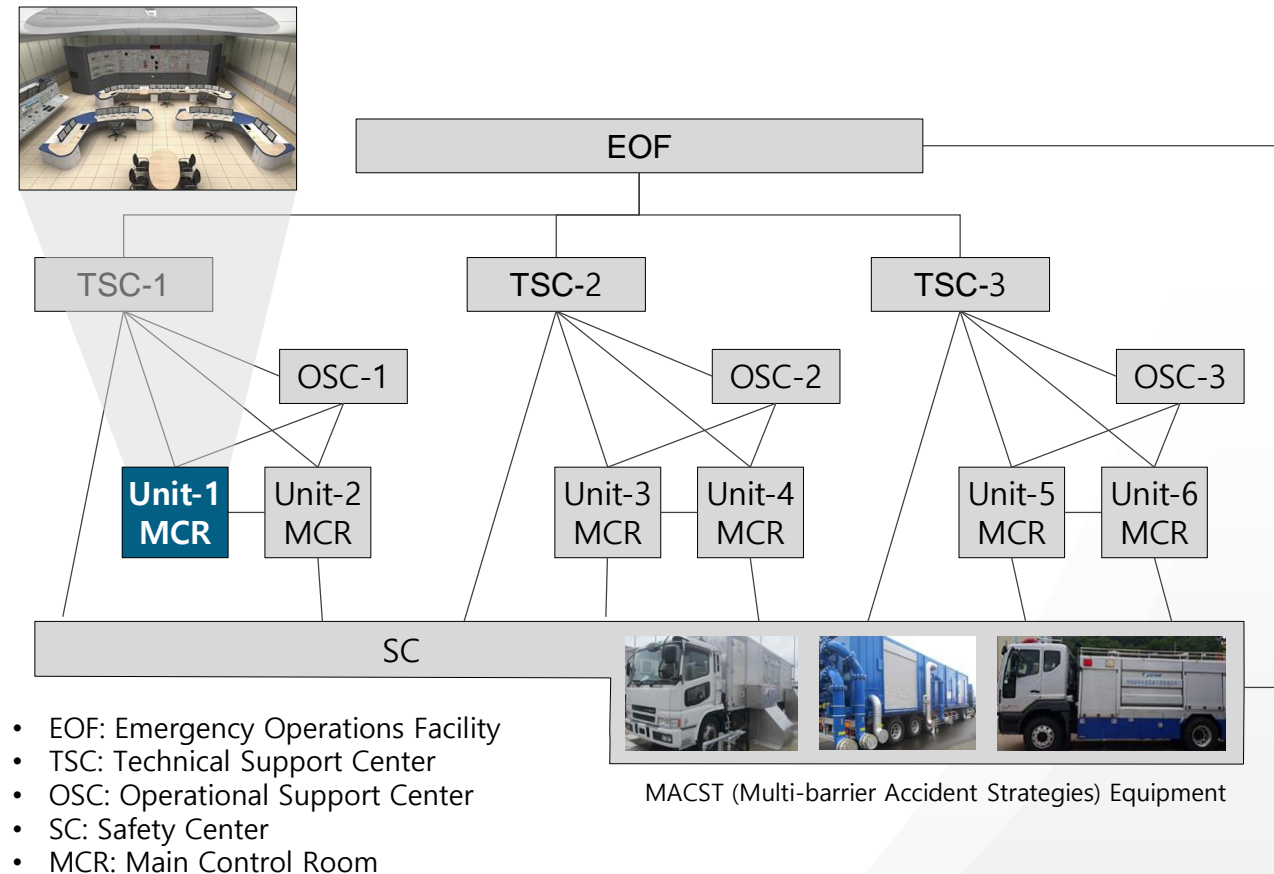 EOF
TSC-1
TSC-2
TSC-3
OSC-1
OSC-2
OSC-3
Unit-1
MCR
Unit-2
MCR
Unit-3
MCR
Unit-4
MCR
Unit-5
MCR
Unit-6
MCR
SC
MACST (Multi-barrier Accident Strategies) Equipment
• EOF: Emergency Operations Facility
• TSC: Technical Support Center
• OSC: Operational Support Center
• SC: Safety Center
• MCR: Main Control Room